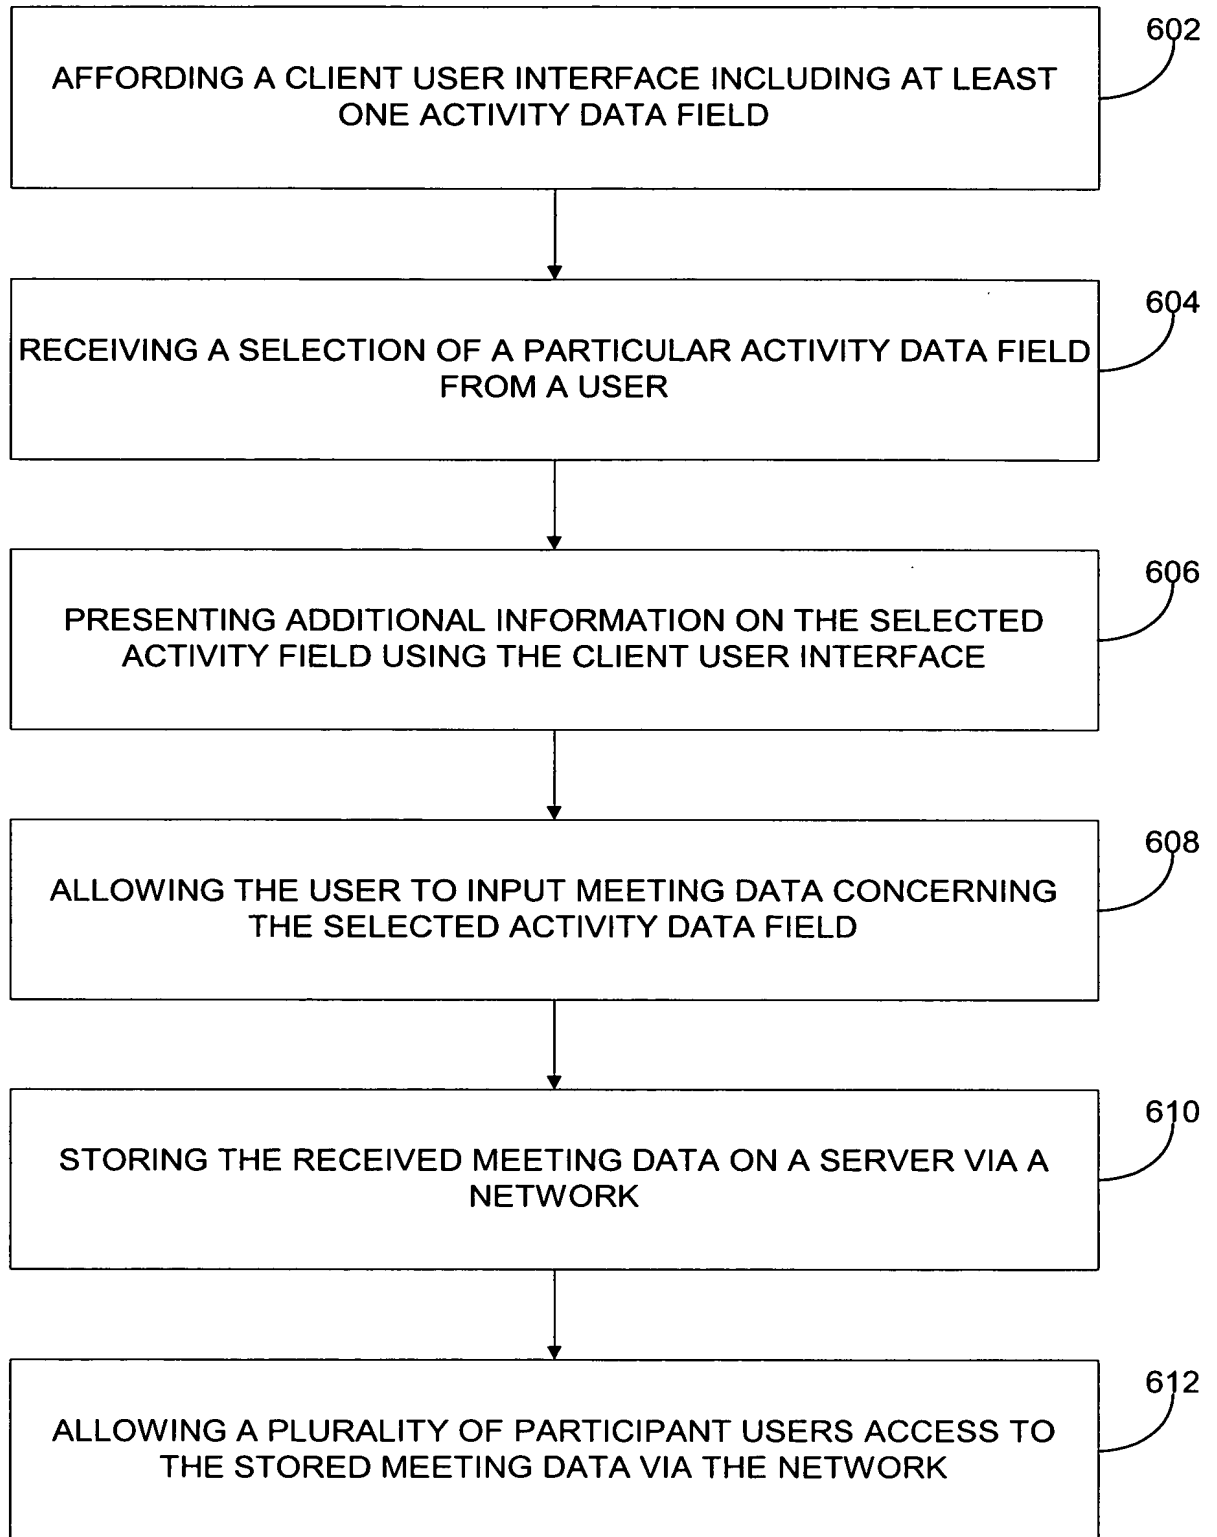 602
AFFORDING A CLIENT USER INTERFACE INCLUDING AT LEAST
ONE ACTIVITY DATA FIELD
604
RECEIVING A SELECTION OF A PARTICULAR ACTIVITY DATA FIELD
FROM A USER
606
PRESENTING ADDITIONAL INFORMATION ON THE SELECTED
ACTIVITY FIELD USING THE CLIENT USER INTERFACE
608
ALLOWING THE USER TO INPUT MEETING DATA CONCERNING
THE SELECTED ACTIVITY DATA FIELD
610
STORING THE RECEIVED MEETING DATA ON A SERVER VIA A
NETWORK
612
ALLOWING A PLURALITY OF PARTICIPANT USERS ACCESS TO
THE STORED MEETING DATA VIA THE NETWORK